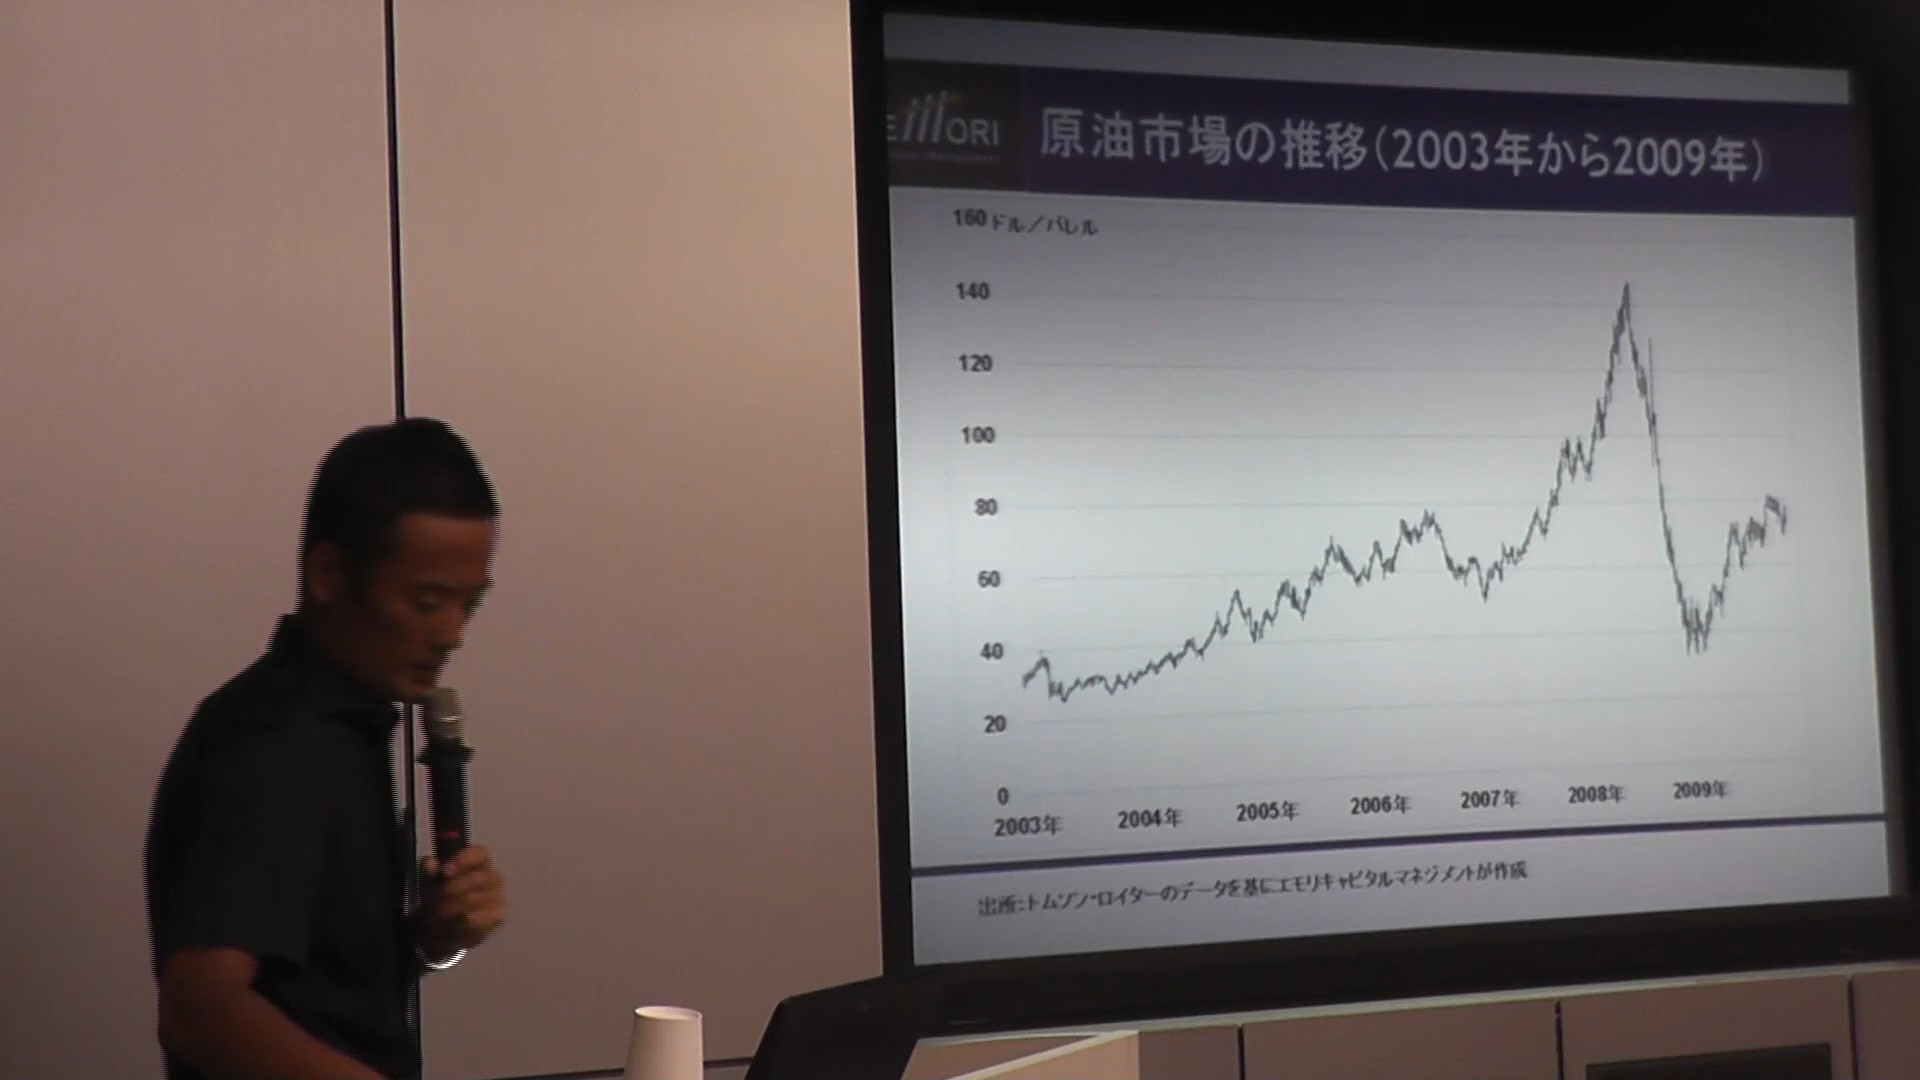 EMORI
原油市場の推移(2003年から2009年)
160 ドル/バレル
140
120
100
80
60
40
20
0
2003年 2004年 2005年 2006年 2007年 2008年 2009年
出所:トムソン・ロイターのデータを基にエモリキャピタルマネジメントが作成